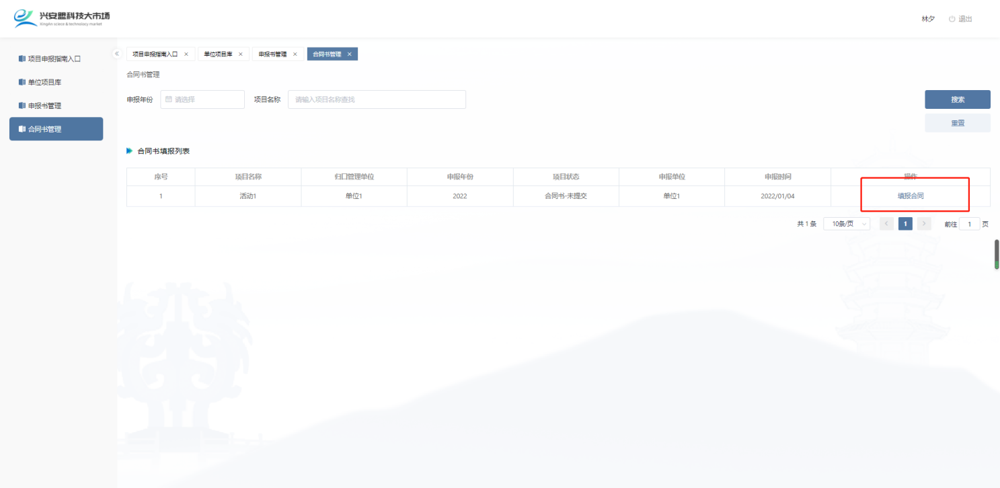 兴安盟科技大市场
XingAn sciece & technology market
林夕
退出
项目申报指南入口
单位项目库
申报书管理
合同书管理
项目申报指南入口 ×
单位项目库 ×
申报书管理 ×
合同书管理 ×
合同书管理
申报年份 请选择
项目名称 请输入项目名称查找
搜索
重置
合同书填报列表
序号 项目名称 归口管理单位 申报年份 项目状态 申报单位 申报时间 操作
1 活动1 单位1 2022 合同书-未提交 单位1 2022/01/04 填报合同
共 1 条 10条/页 1 前往 1 页